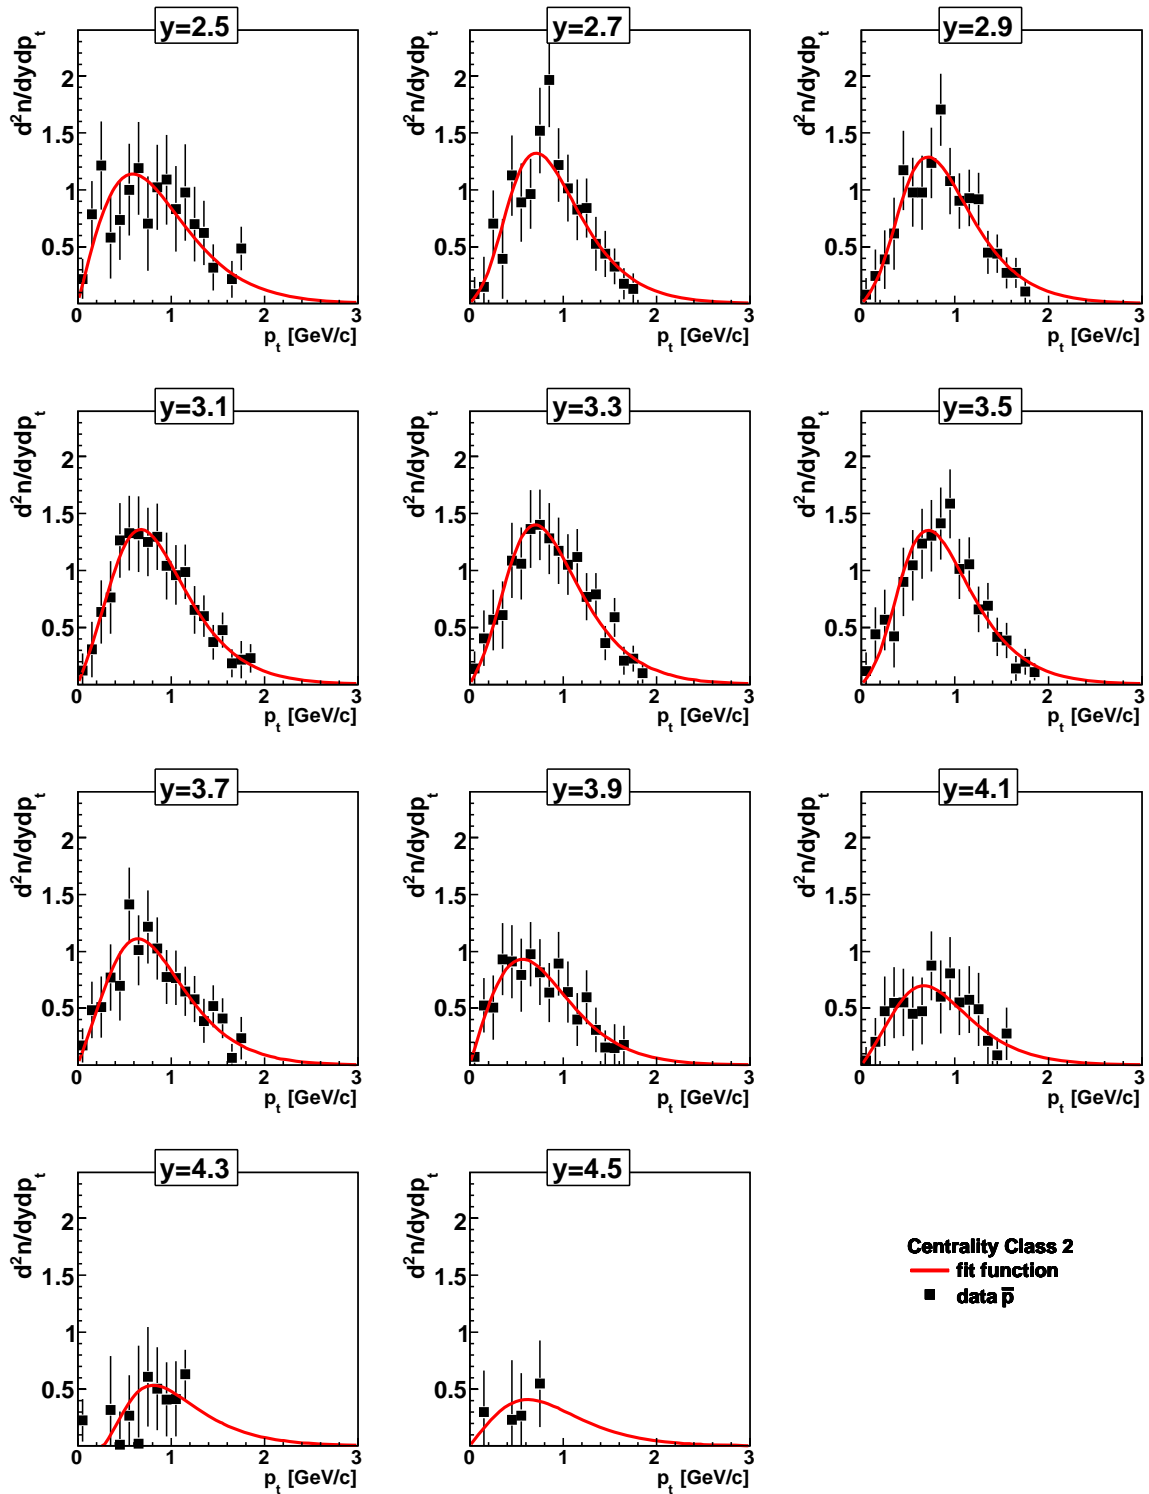 y=2.5 y=2.7 y=2.9
d²n/dydpₜ d²n/dydpₜ d²n/dydpₜ
2 2 2
1.5 1.5 1.5
1 1 1
0.5 0.5 0.5
0 1 2 3 0 1 2 3 0 1 2 3
pₜ [GeV/c] pₜ [GeV/c] pₜ [GeV/c]
y=3.1 y=3.3 y=3.5
d²n/dydpₜ d²n/dydpₜ d²n/dydpₜ
2 2 2
1.5 1.5 1.5
1 1 1
0.5 0.5 0.5
0 1 2 3 0 1 2 3 0 1 2 3
pₜ [GeV/c] pₜ [GeV/c] pₜ [GeV/c]
y=3.7 y=3.9 y=4.1
d²n/dydpₜ d²n/dydpₜ d²n/dydpₜ
2 2 2
1.5 1.5 1.5
1 1 1
0.5 0.5 0.5
0 1 2 3 0 1 2 3 0 1 2 3
pₜ [GeV/c] pₜ [GeV/c] pₜ [GeV/c]
y=4.3 y=4.5
d²n/dydpₜ d²n/dydpₜ
2 2
1.5 1.5
1 1
0.5 0.5
0 1 2 3 0 1 2 3
pₜ [GeV/c] pₜ [GeV/c]
Centrality Class 2
fit function
data p̅